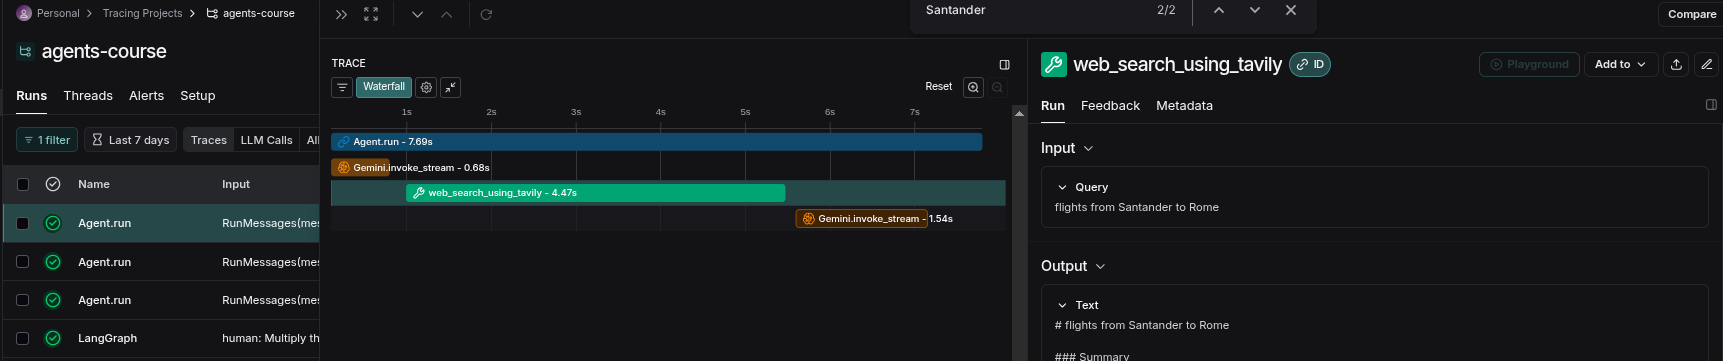 Personal > Tracing Projects > agents-course
agents-course
Runs Threads Alerts Setup
1 filter Last 7 days Traces LLM Calls All
Name Input
Agent.run RunMessages(mes
Agent.run RunMessages(mes
Agent.run RunMessages(mes
LangGraph human: Multiply th
Santander 2/2
TRACE
Waterfall Reset
1s 2s 3s 4s 5s 6s 7s
Agent.run - 7.69s
Gemini.invoke_stream - 0.68s
web_search_using_tavily - 4.47s
Gemini.invoke_stream - 1.54s
Compare
web_search_using_tavily ID
Playground Add to
Run Feedback Metadata
Input
Query
flights from Santander to Rome
Output
Text
# flights from Santander to Rome
### Summary